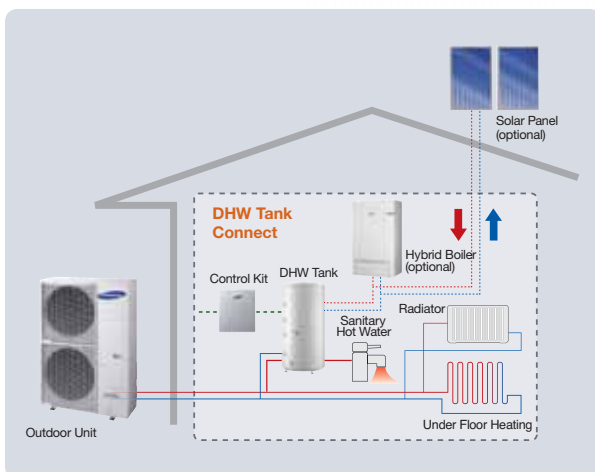 Solar Panel
(optional)
DHW Tank
Connect
Hybrid Boiler
(optional)
Control Kit
DHW Tank
Radiator
Sanitary
Hot Water
Under Floor Heating
Outdoor Unit